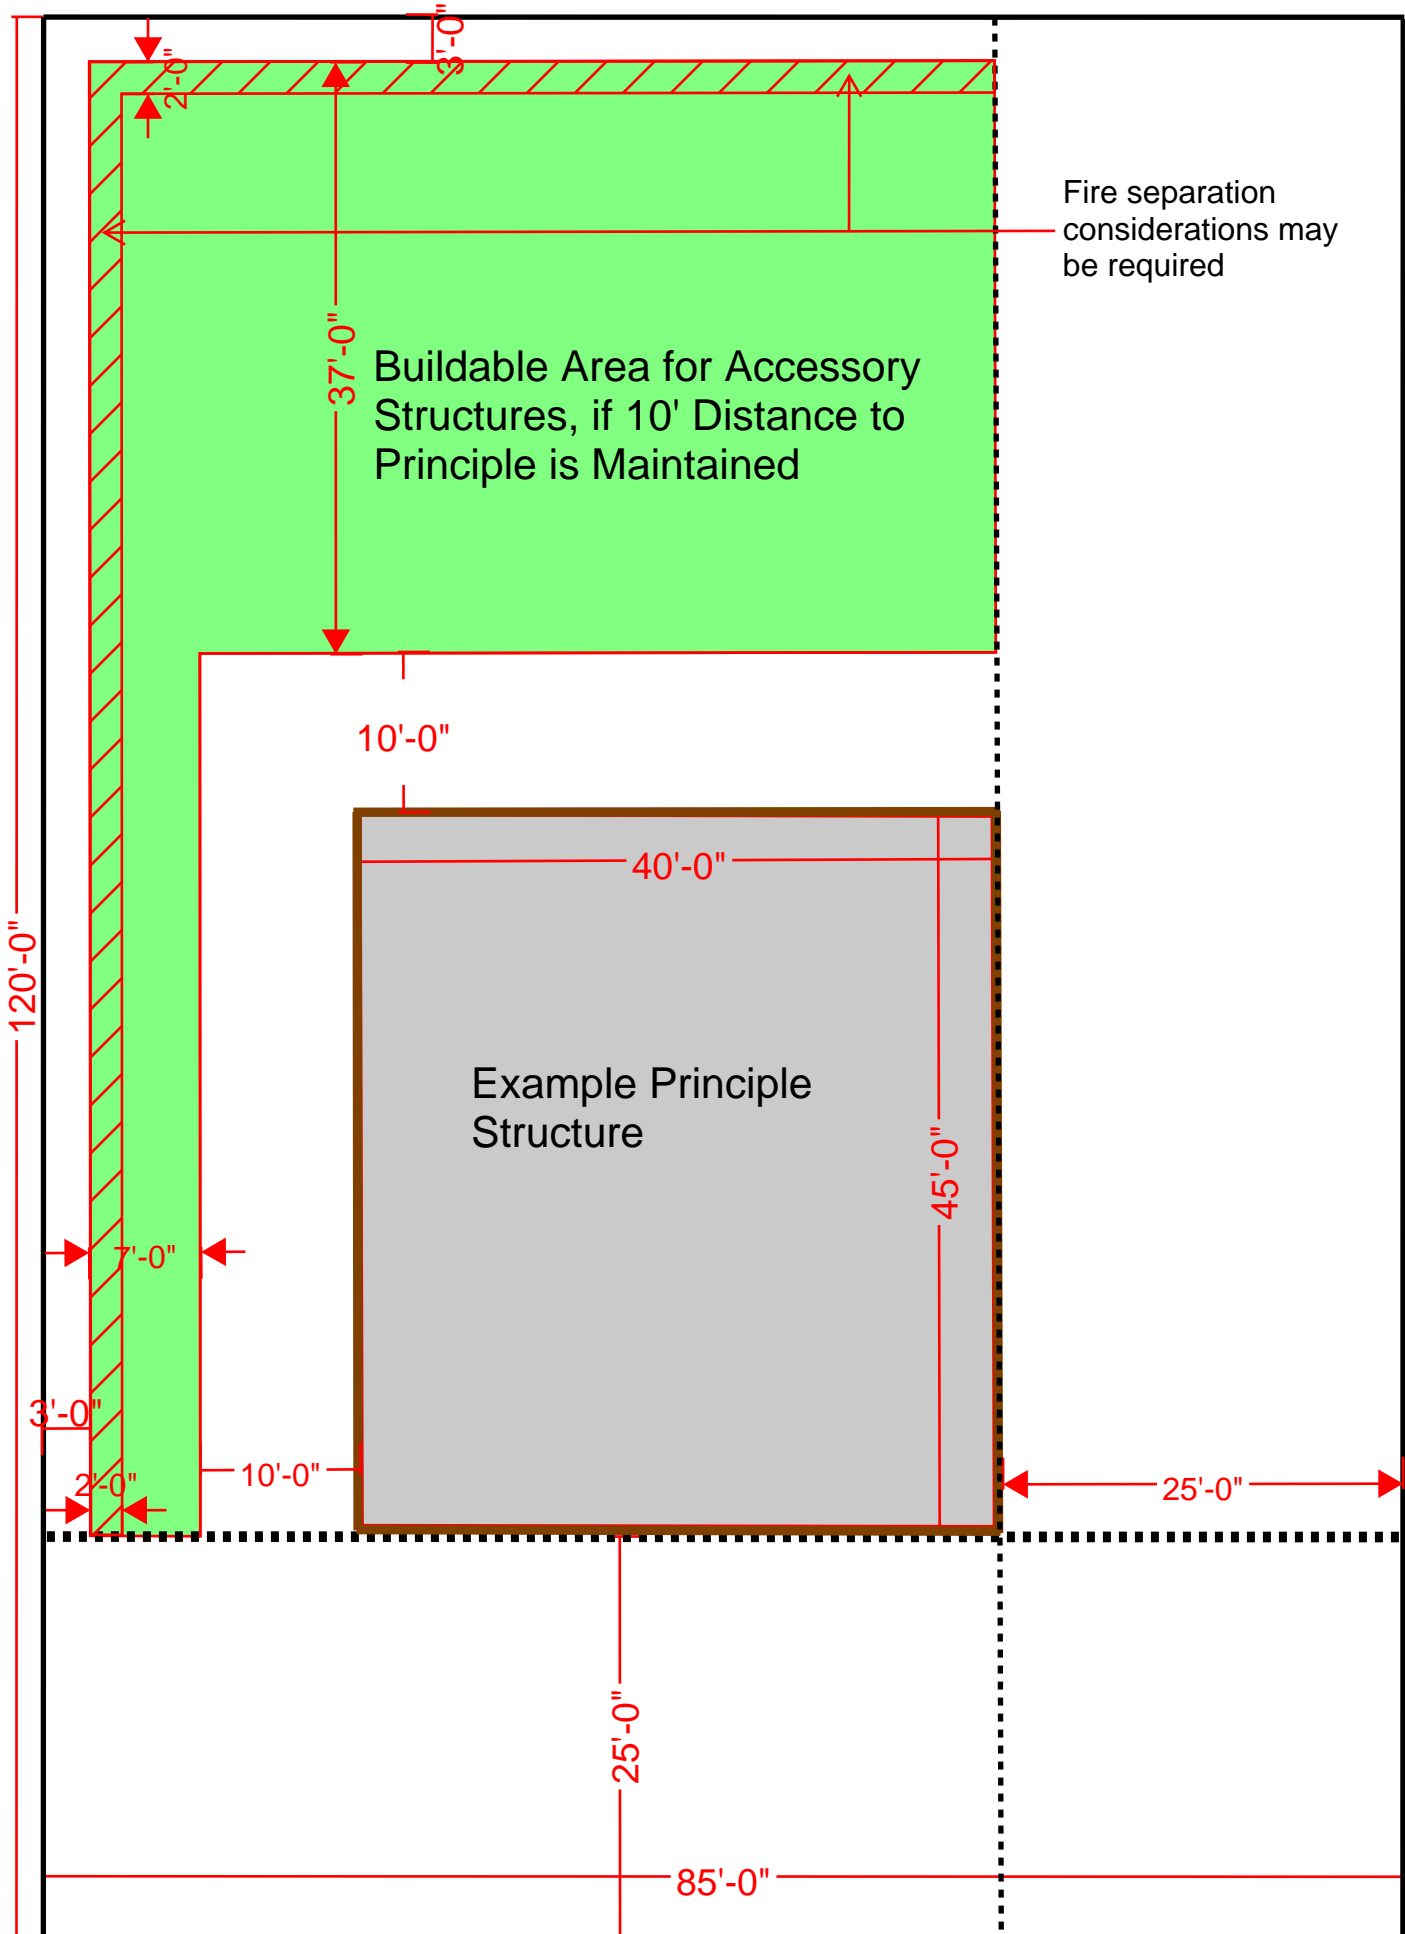 3'-0"
2'-0"
Fire separation
considerations may
be required
37'-0"
Buildable Area for Accessory
Structures, if 10' Distance to
Principle is Maintained
10'-0"
40'-0"
120'-0"
Example Principle
Structure
45'-0"
7'-0"
3'-0"
2'-0"
10'-0"
25'-0"
25'-0"
85'-0"